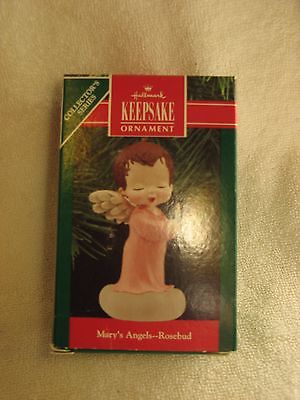 COLLECTOR'S
SERIES
Hallmark
KEEPSAKE
ORNAMENT
Mary's Angels--Rosebud